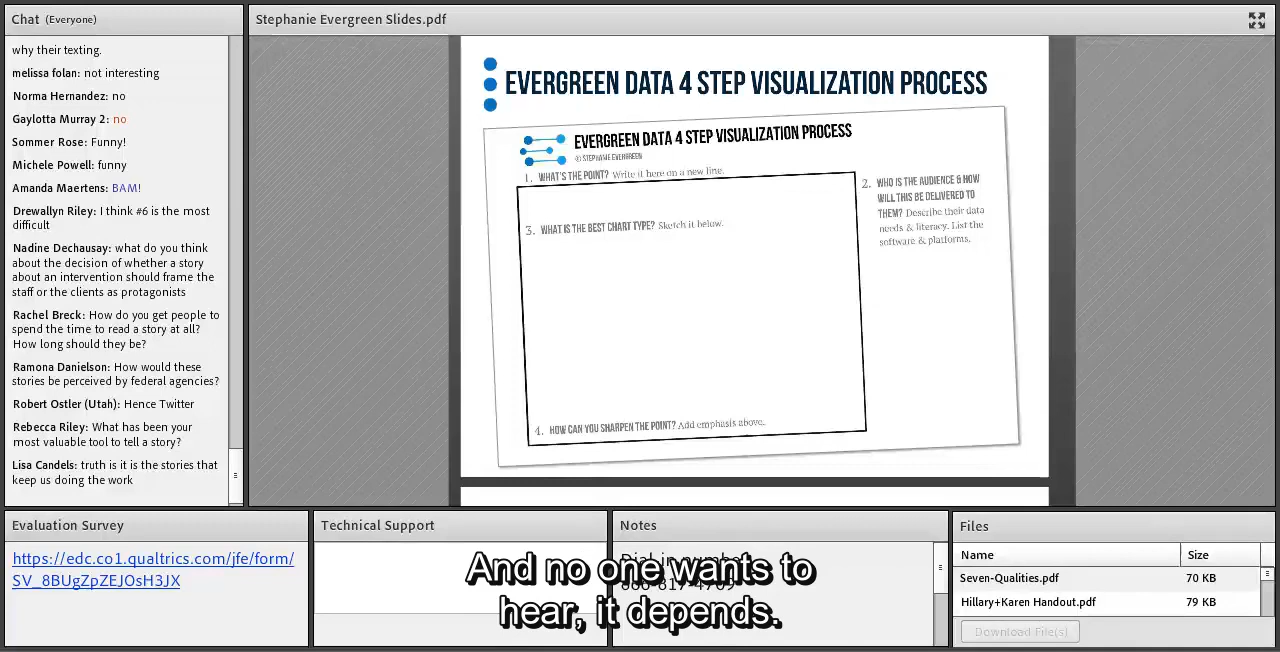 Chat (Everyone)
why their texting.
melissa folan: not interesting
Norma Hernandez: no
Gaylotta Murray 2: no
Sommer Rose: Funny!
Michele Powell: funny
Amanda Maertens: BAM!
Drewallyn Riley: I think #6 is the most
difficult
Nadine Dechausay: what do you think
about the decision of whether a story
about an intervention should frame the
staff or the clients as protagonists
Rachel Breck: How do you get people to
spend the time to read a story at all?
How long should they be?
Ramona Danielson: How would these
stories be perceived by federal agencies?
Robert Ostler (Utah): Hence Twitter
Rebecca Riley: What has been your
most valuable tool to tell a story?
Lisa Candels: truth is it is the stories that
keep us doing the work
Stephanie Evergreen Slides.pdf
EVERGREEN DATA 4 STEP VISUALIZATION PROCESS
EVERGREEN DATA 4 STEP VISUALIZATION PROCESS
© STEPHANIE EVERGREEN
1. WHAT'S THE POINT? Write it here on a new line.
2. WHO IS THE AUDIENCE & HOW
WILL THIS BE DELIVERED TO
THEM? Describe their data
needs & literacy. List the
software & platforms.
3. WHAT IS THE BEST CHART TYPE? Sketch it below.
4. HOW CAN YOU SHARPEN THE POINT? Add emphasis above.
Evaluation Survey
https://edc.co1.qualtrics.com/jfe/form/
SV_8BUgZpZEJOsH3JX
Technical Support
Notes
Dial-in number
And no one wants to
hear, it depends.
Files
Name Size
Seven-Qualities.pdf 70 KB
Hillary+Karen Handout.pdf 79 KB
Download File(s)